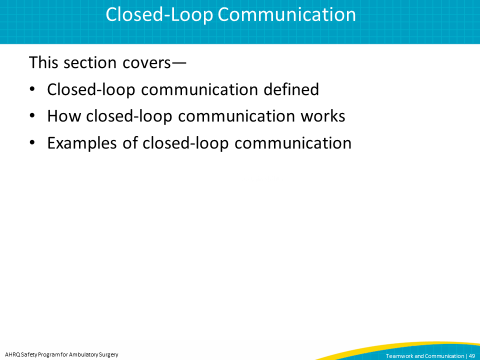 Closed-Loop Communication
This section covers—
• Closed-loop communication defined
• How closed-loop communication works
• Examples of closed-loop communication
AHRQ Safety Program for Ambulatory Surgery
Teamwork and Communication | 49